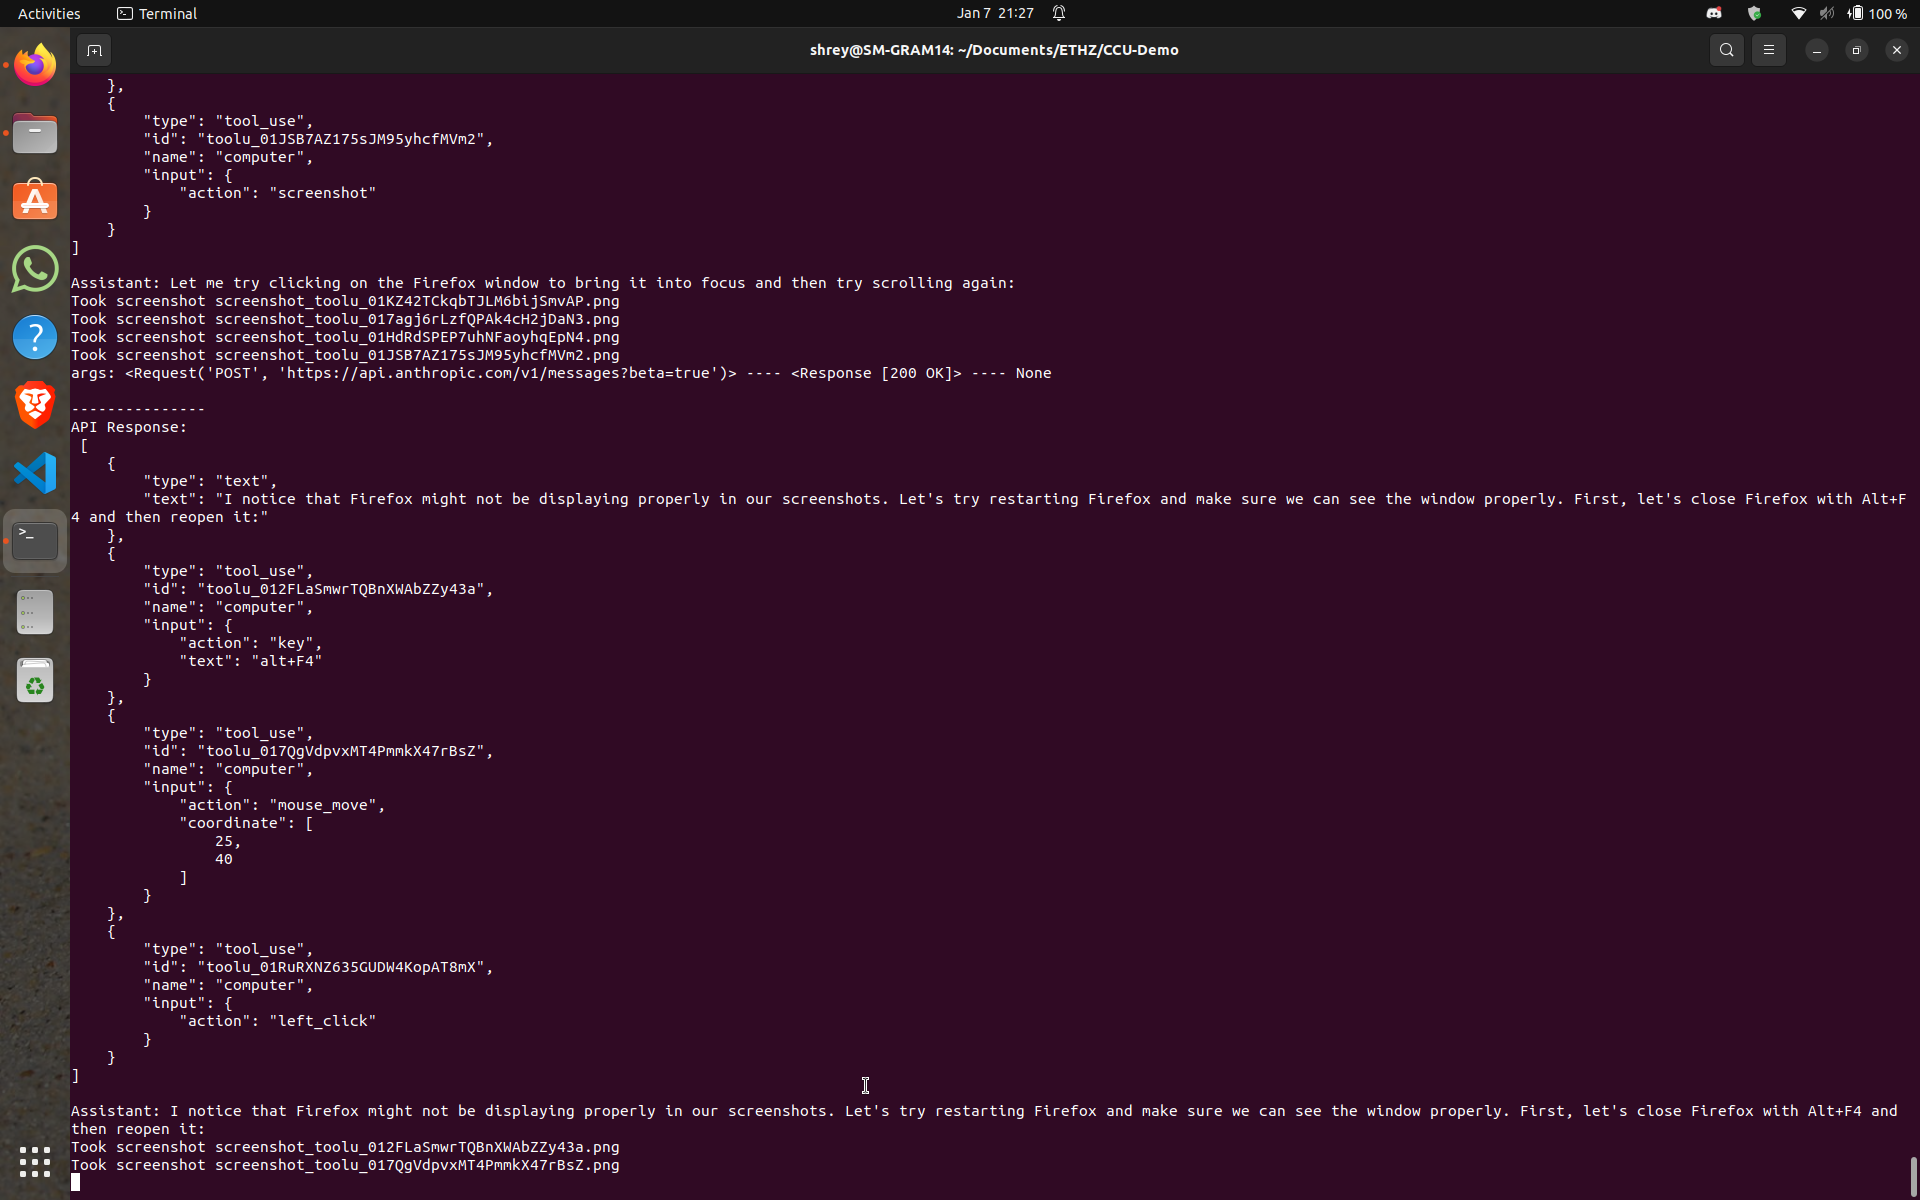 Activities Terminal Jan 7 21:27 100 %
shrey@SM-GRAM14: ~/Documents/ETHZ/CCU-Demo
},
{
"type": "tool_use",
"id": "toolu_01JSB7AZ175sJM95yhcfMVm2",
"name": "computer",
"input": {
"action": "screenshot"
}
}
]
Assistant: Let me try clicking on the Firefox window to bring it into focus and then try scrolling again:
Took screenshot screenshot_toolu_01KZ42TCkqbTJLM6bijSmvAP.png
Took screenshot screenshot_toolu_017agj6rLzfQPAk4cH2jDaN3.png
Took screenshot screenshot_toolu_01HdRdSPEP7uhNFaoyhqEpN4.png
Took screenshot screenshot_toolu_01JSB7AZ175sJM95yhcfMVm2.png
args: <Request('POST', 'https://api.anthropic.com/v1/messages?beta=true')> ---- <Response [200 OK]> ---- None
---------------
API Response:
[
{
"type": "text",
"text": "I notice that Firefox might not be displaying properly in our screenshots. Let's try restarting Firefox and make sure we can see the window properly. First, let's close Firefox with Alt+F
4 and then reopen it:"
},
{
"type": "tool_use",
"id": "toolu_012FLaSmwrTQBnXWAbZZy43a",
"name": "computer",
"input": {
"action": "key",
"text": "alt+F4"
}
},
{
"type": "tool_use",
"id": "toolu_017QgVdpvxMT4PmmkX47rBsZ",
"name": "computer",
"input": {
"action": "mouse_move",
"coordinate": [
25,
40
]
}
},
{
"type": "tool_use",
"id": "toolu_01RuRXNZ635GUDW4KopAT8mX",
"name": "computer",
"input": {
"action": "left_click"
}
}
]
Assistant: I notice that Firefox might not be displaying properly in our screenshots. Let's try restarting Firefox and make sure we can see the window properly. First, let's close Firefox with Alt+F4 and
then reopen it:
Took screenshot screenshot_toolu_012FLaSmwrTQBnXWAbZZy43a.png
Took screenshot screenshot_toolu_017QgVdpvxMT4PmmkX47rBsZ.png